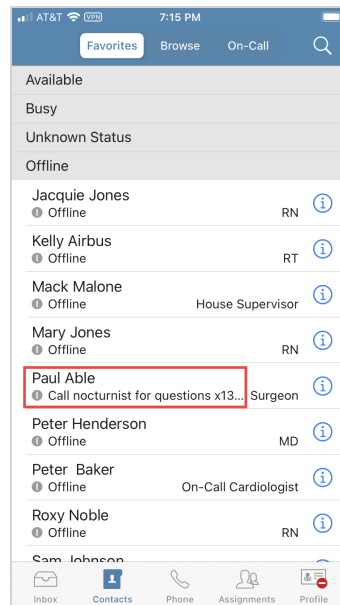 AT&T VPN 7:15 PM
Favorites Browse On-Call
Available
Busy
Unknown Status
Offline
Jacquie Jones
Offline RN
Kelly Airbus
Offline RT
Mack Malone
Offline House Supervisor
Mary Jones
Offline RN
Paul Able
Call nocturnist for questions x13... Surgeon
Peter Henderson
Offline MD
Peter Baker
Offline On-Call Cardiologist
Roxy Noble
Offline RN
Sam Johnson
Inbox Contacts Phone Assignments Profile